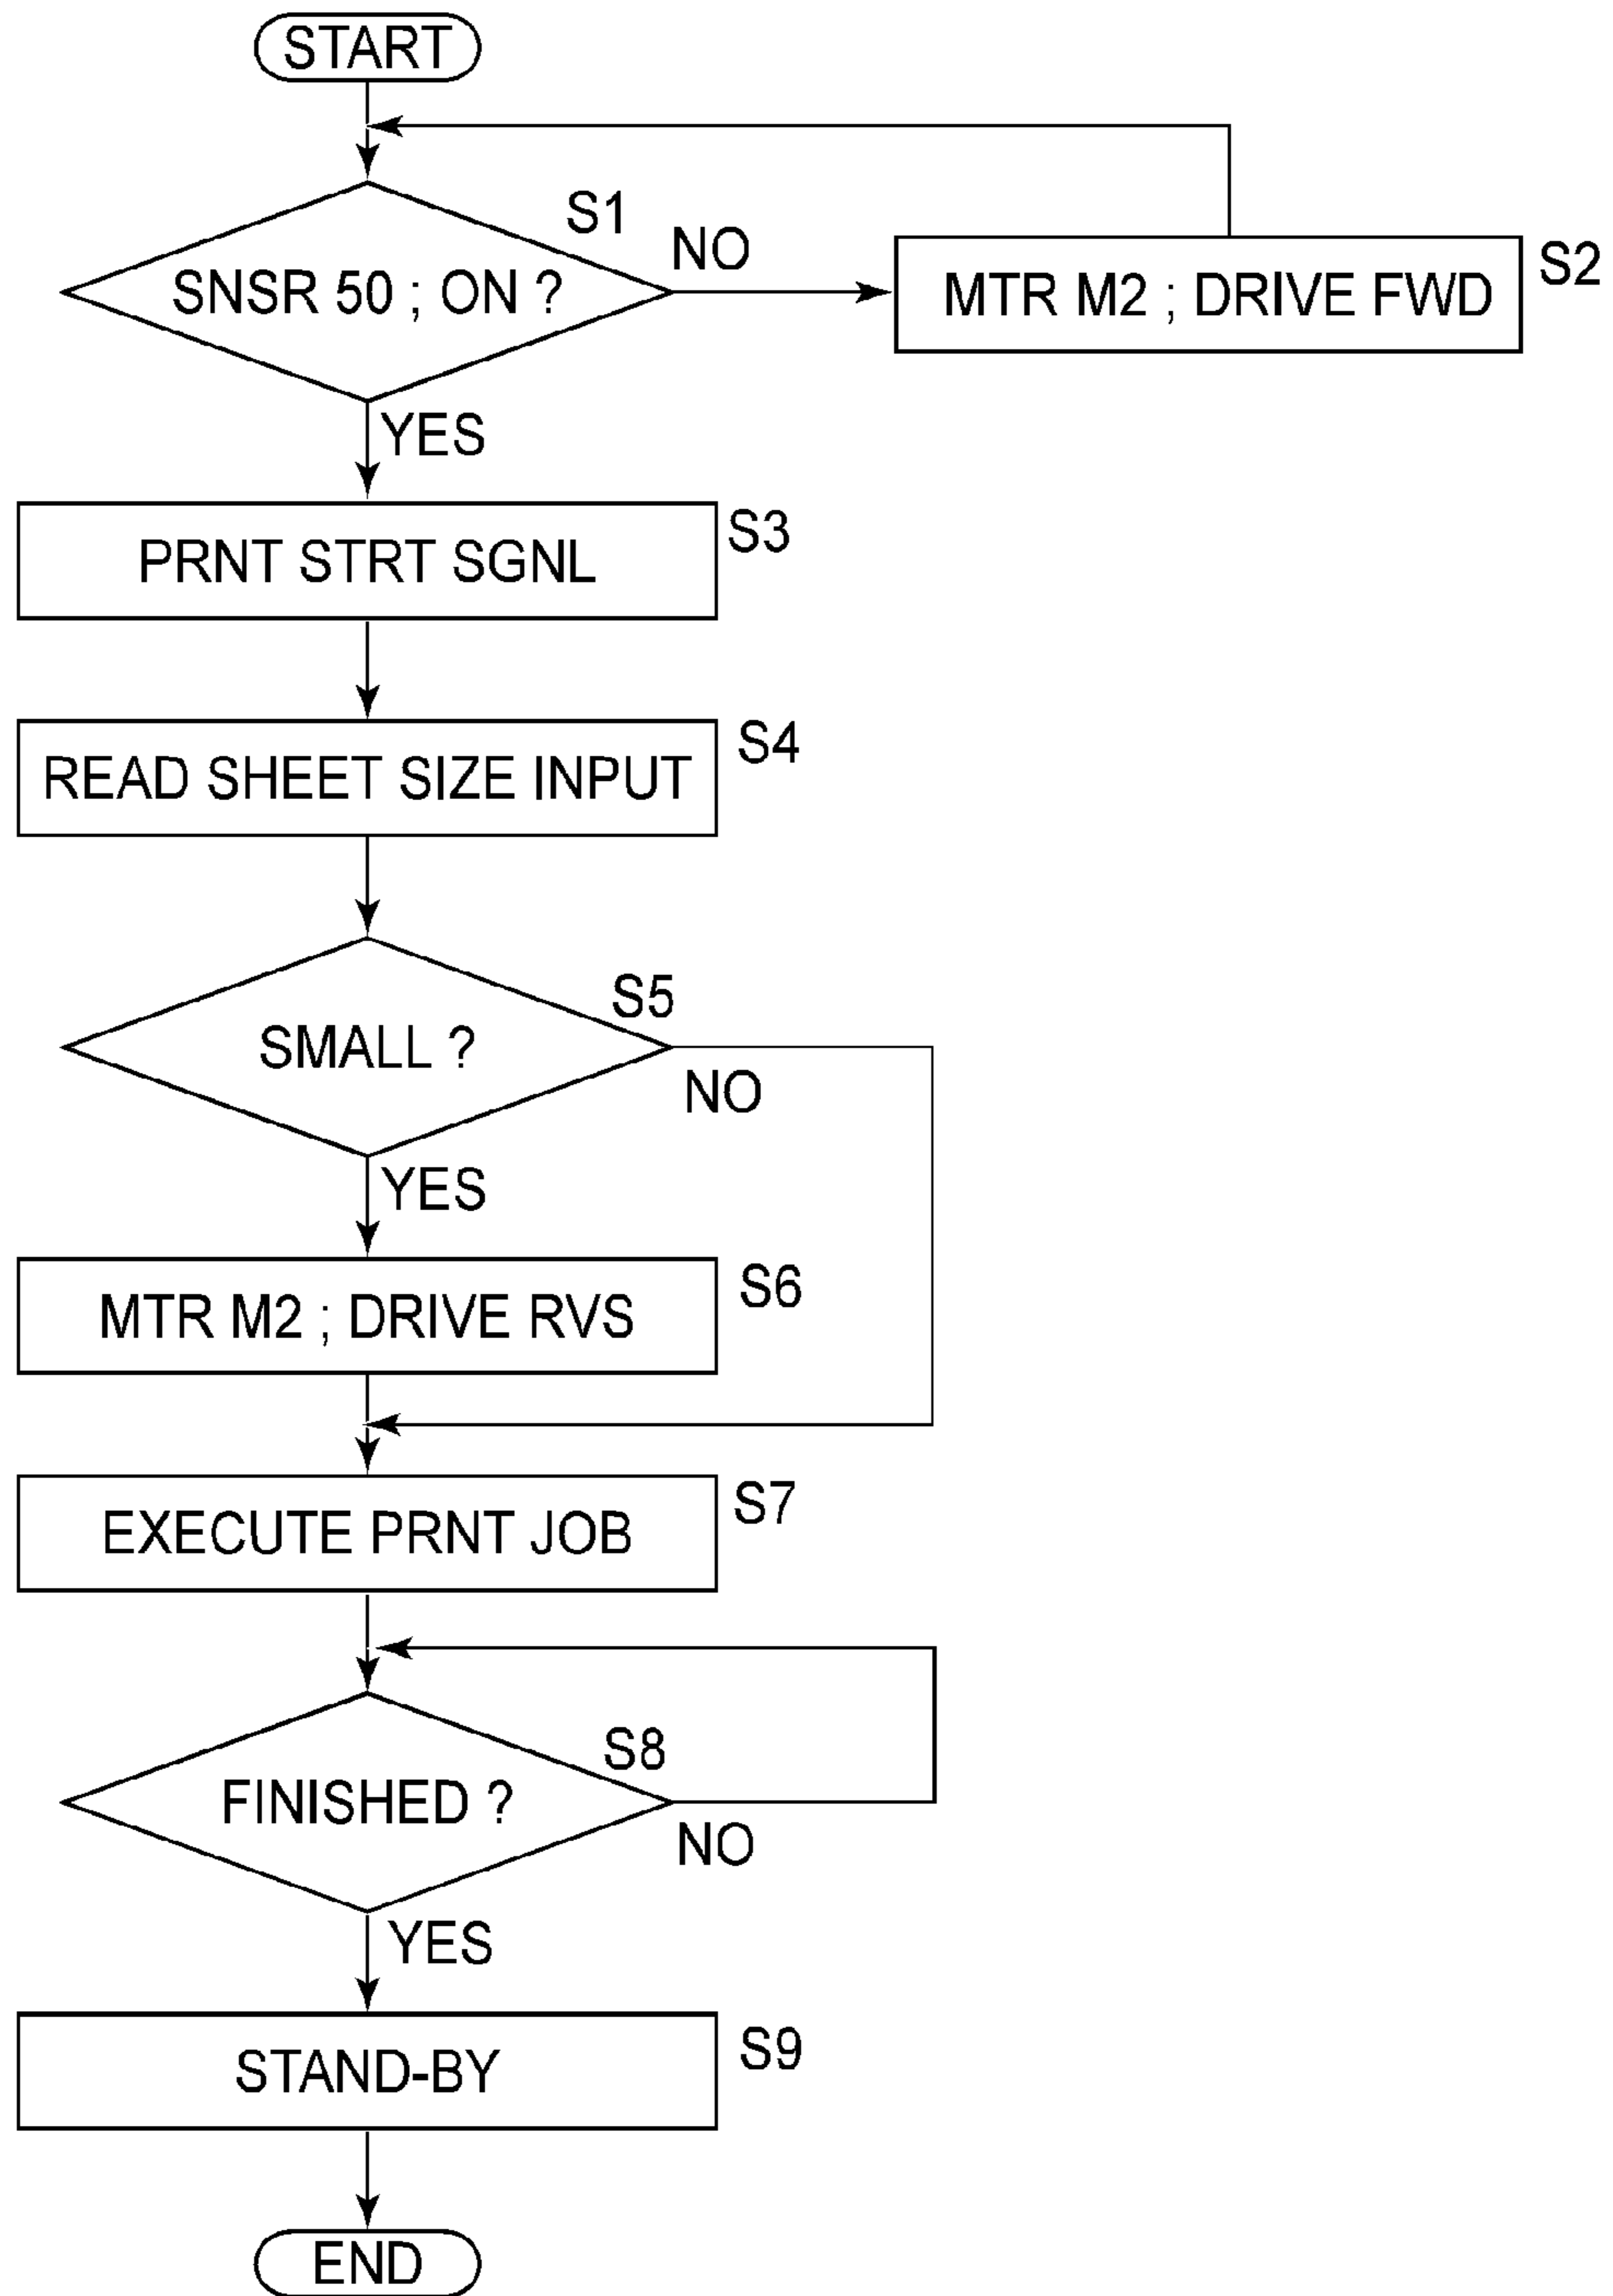 START
S1
SNSR 50 ; ON ?
NO
MTR M2 ; DRIVE FWD
S2
YES
PRNT STRT SGNL
S3
READ SHEET SIZE INPUT
S4
SMALL ?
S5
NO
YES
MTR M2 ; DRIVE RVS
S6
EXECUTE PRNT JOB
S7
FINISHED ?
S8
NO
YES
STAND-BY
S9
END